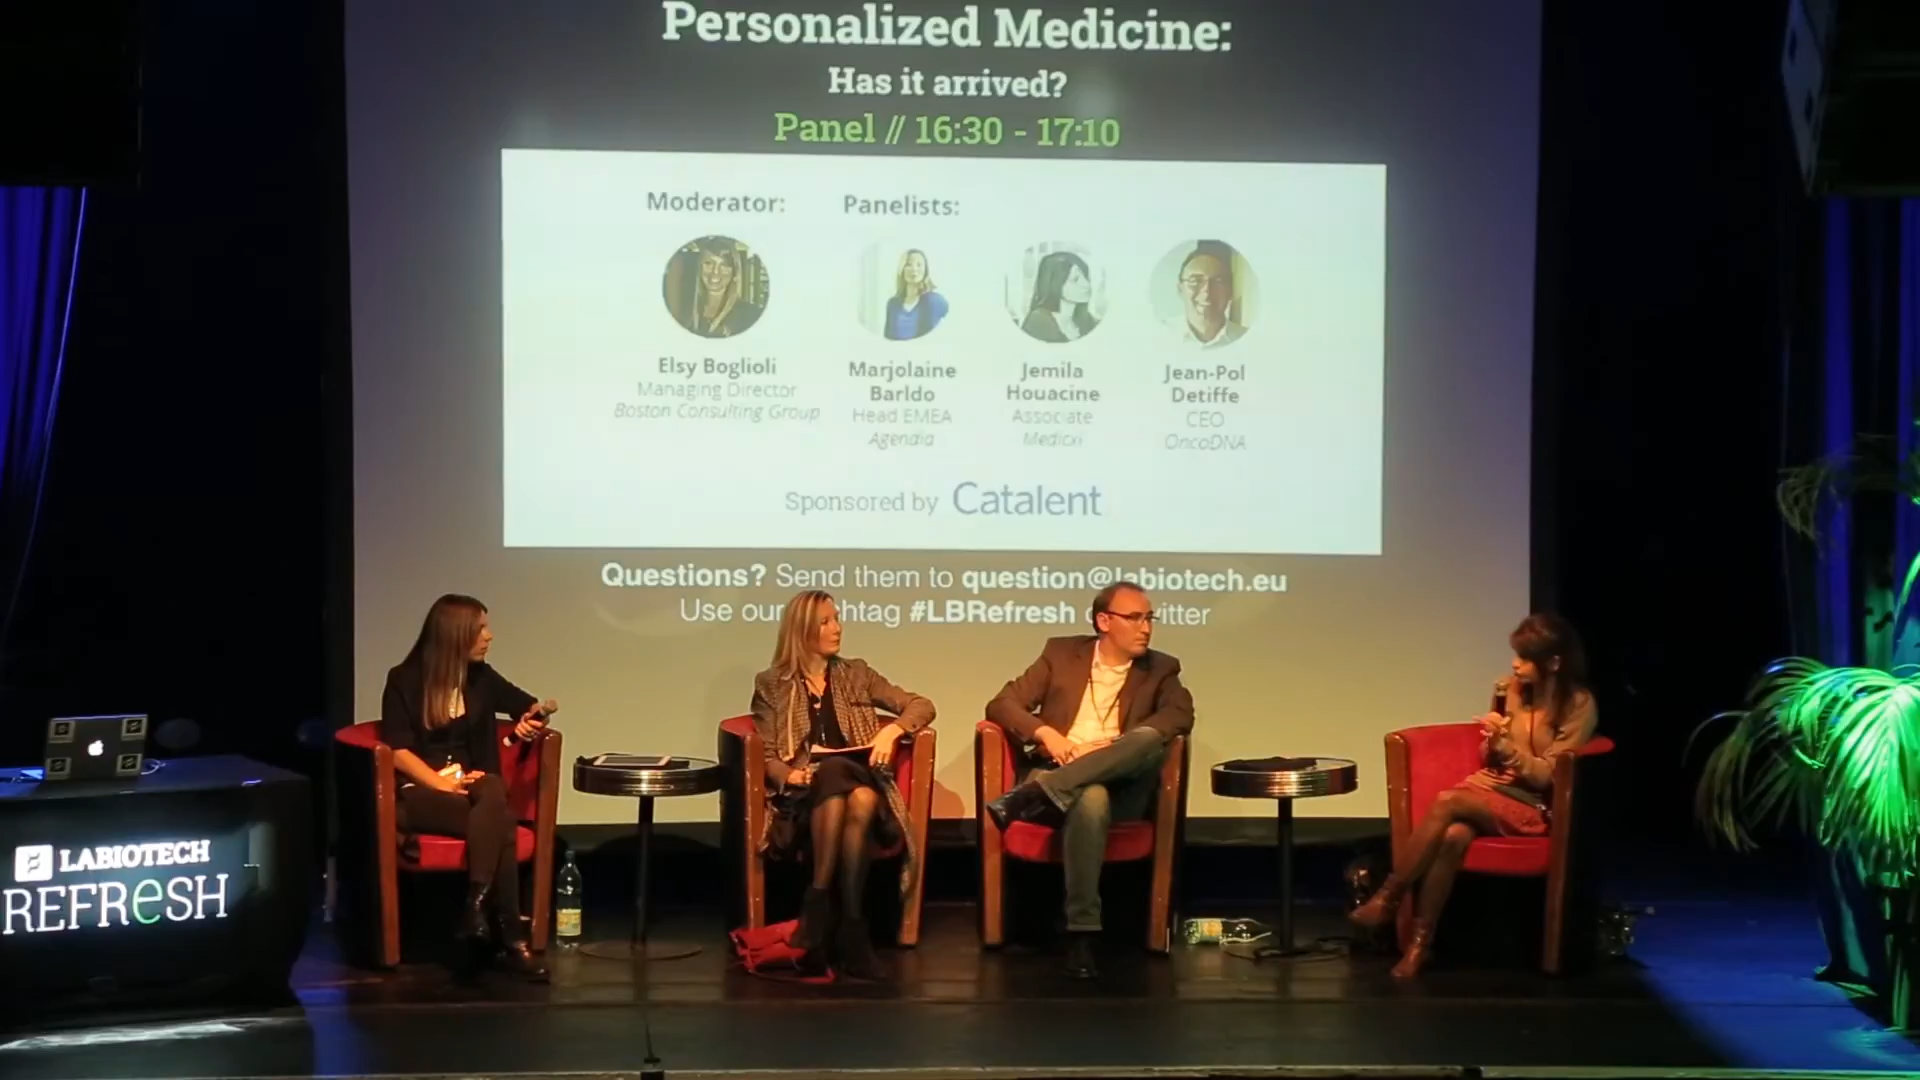 Personalized Medicine:
Has it arrived?
Panel // 16:30 - 17:10
Moderator: Panelists:
Elsy Boglioli
Managing Director
Boston Consulting Group
Marjolaine
Barldo
Head EMEA
Agendia
Jemila
Houacine
Associate
Medicxi
Jean-Pol
Detiffe
CEO
OncoDNA
Sponsored by Catalent
Questions? Send them to question@labiotech.eu
Use our #LBRefresh
LABIOTECH
REFReSH